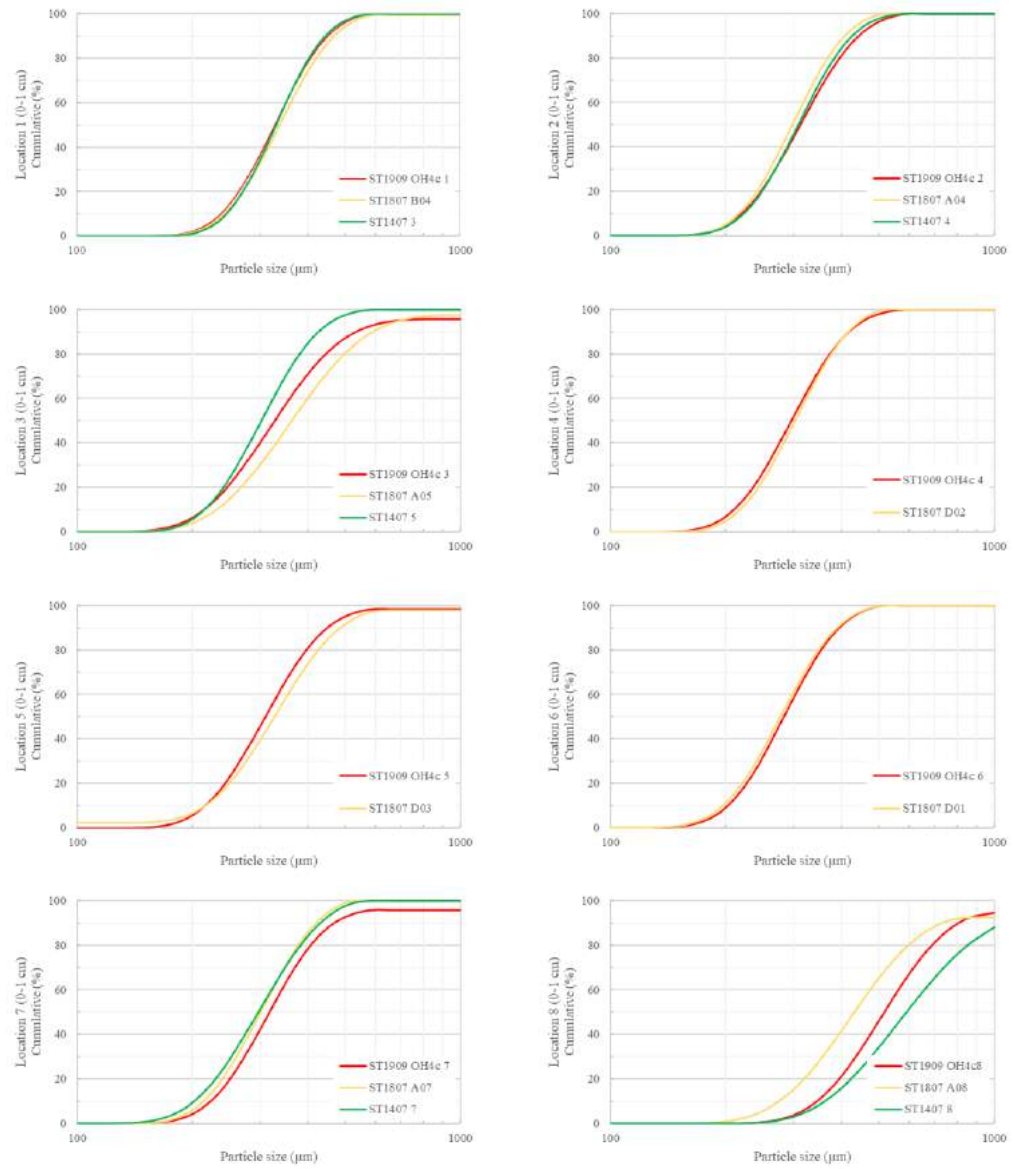 Location 1 (0-1 cm)
Cumulative (%)
100
80
60
40
20
0
ST1909 OH4c 1
ST1807 B04
ST1407 3
100
1000
Particle size (μm)
Location 2 (0-1 cm)
Cumulative (%)
100
80
60
40
20
0
ST1909 OH4c 2
ST1807 A04
ST1407 4
100
1000
Particle size (μm)
Location 3 (0-1 cm)
Cumulative (%)
100
80
60
40
20
0
ST1909 OH4c 3
ST1807 A05
ST1407 5
100
1000
Particle size (μm)
Location 4 (0-1 cm)
Cumulative (%)
100
80
60
40
20
0
ST1909 OH4c 4
ST1807 D02
100
1000
Particle size (μm)
Location 5 (0-1 cm)
Cumulative (%)
100
80
60
40
20
0
ST1909 OH4c 5
ST1807 D03
100
1000
Particle size (μm)
Location 6 (0-1 cm)
Cumulative (%)
100
80
60
40
20
0
ST1909 OH4c 6
ST1807 D01
100
1000
Particle size (μm)
Location 7 (0-1 cm)
Cumulative (%)
100
80
60
40
20
0
ST1909 OH4c 7
ST1807 A07
ST1407 7
100
1000
Particle size (μm)
Location 8 (0-1 cm)
Cumulative (%)
100
80
60
40
20
0
ST1909 OH4c8
ST1807 A08
ST1407 8
100
1000
Particle size (μm)